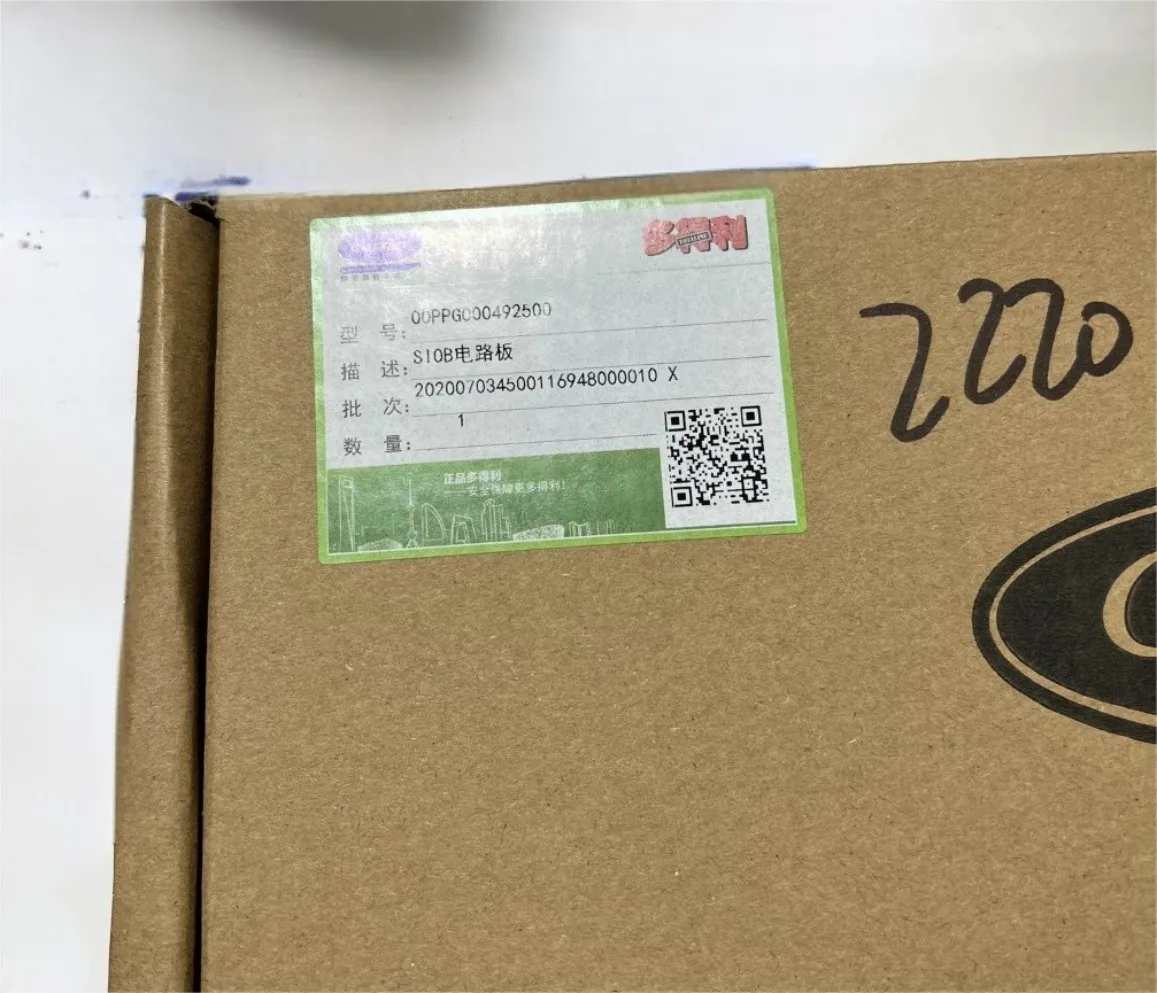 多得利
型 号: 00PPG000492500
描 述: SIOB电路板
批 次: 202007034500116948000010 X
数 量: 1
正品多得利
——安全保障更多得利!
2220